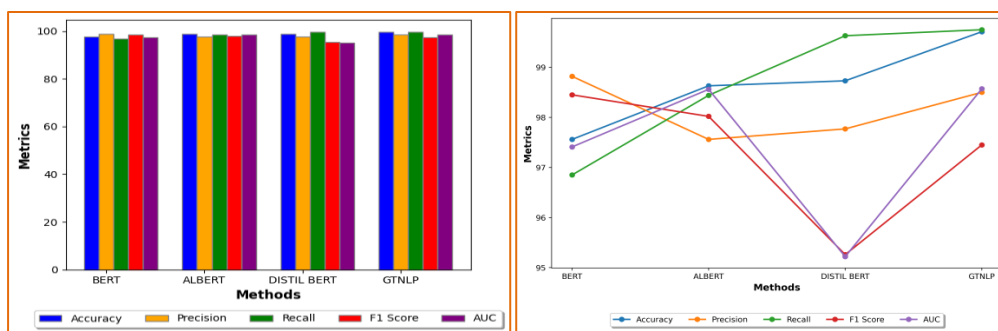 100
80
60
40
20
0
Metrics
BERT ALBERT DISTIL BERT GTNLP
Methods
Accuracy Precision Recall F1 Score AUC
99
98
97
96
95
Metrics
BERT ALBERT DISTIL BERT GTNLP
Methods
Accuracy Precision Recall F1 Score AUC